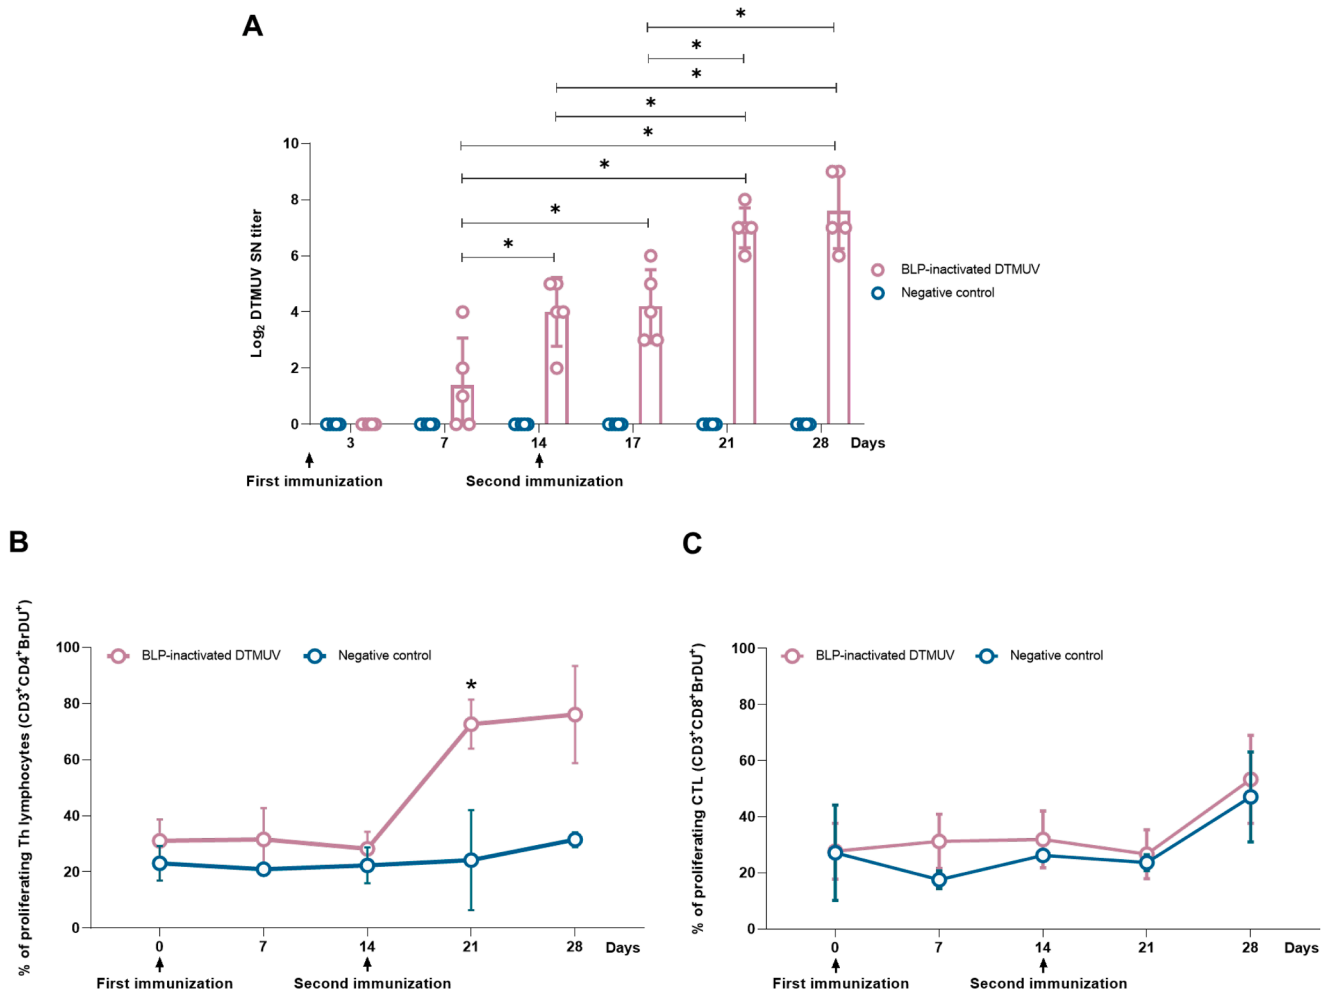 A
*
*
*
*
*
*
*
*
10
8
6
4
2
0
Log2 DTMUV SN titer
BLP-inactivated DTMUV
Negative control
3 7 14 17 21 28 Days
First immunization Second immunization
B
% of proliferating Th lymphocytes (CD3+CD4+BrDU+)
BLP-inactivated DTMUV Negative control
100
80
60
40
20
0
*
0 7 14 21 28 Days
First immunization Second immunization
C
% of proliferating CTL (CD3+CD8+BrDU+)
BLP-inactivated DTMUV Negative control
100
80
60
40
20
0
0 7 14 21 28 Days
First immunization Second immunization